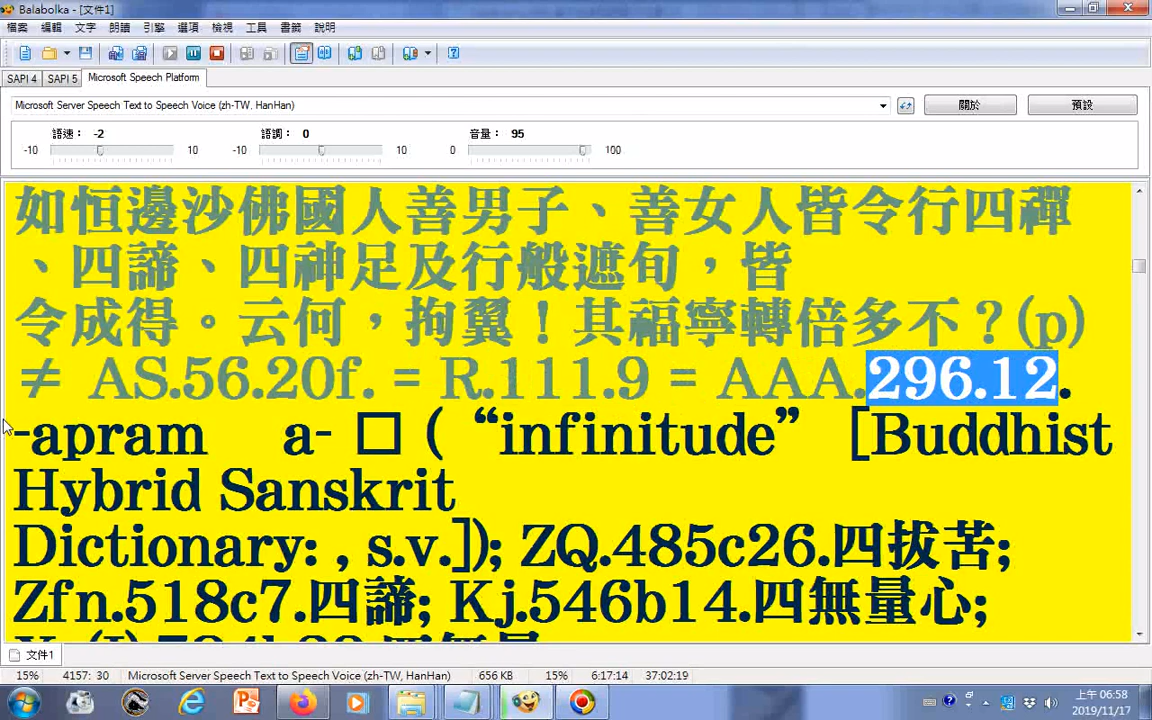 Balabolka - [文件1]
檔案 編輯 文字 朗讀 引擎 選項 檢視 工具 書籤 說明
SAPI 4 SAPI 5 Microsoft Speech Platform
Microsoft Server Speech Text to Speech Voice (zh-TW, HanHan) 關於 預設
語速： -2 語調： 0 音量： 95
-10 10 -10 10 0 100
如恒邊沙佛國人善男子、善女人皆令行四禪
、四諦、四神足及行般遮旬，皆
令成得。云何，拘翼！其福寧轉倍多不？(p)
≠ AS.56.20f. = R.111.9 = AAA.296.12.
-apram a- □ (“infinitude” [Buddhist
Hybrid Sanskrit
Dictionary: , s.v.]); ZQ.485c26.四拔苦;
Zfn.518c7.四諦; Kj.546b14.四無量心;
文件1
15% 4157: 30 Microsoft Server Speech Text to Speech Voice (zh-TW, HanHan) 656 KB 15% 6:17:14 37:02:19
上午 06:58
2019/11/17